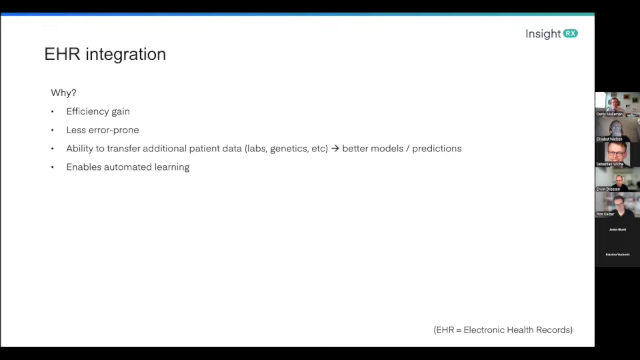 Insight RX
EHR integration
Why?
• Efficiency gain
• Less error-prone
• Ability to transfer additional patient data (labs, genetics, etc) → better models / predictions
• Enables automated learning
(EHR = Electronic Health Records)